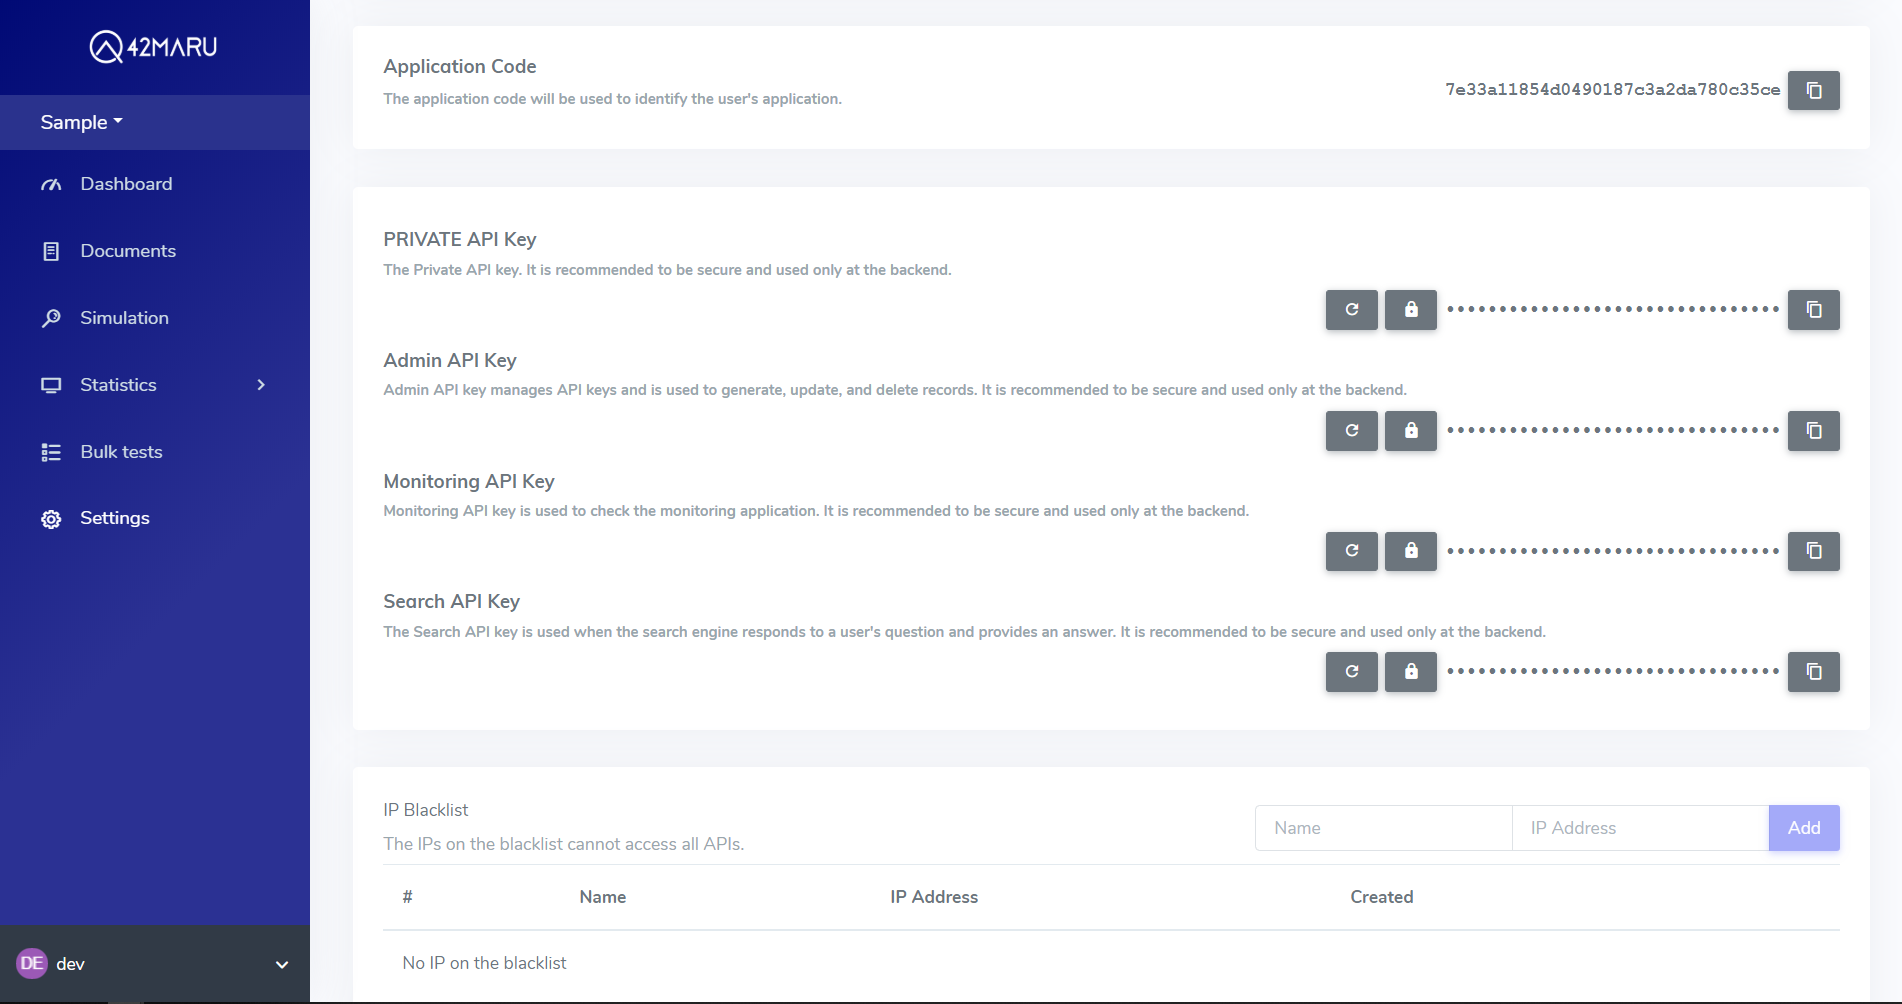 42MARU
Sample
Dashboard
Documents
Simulation
Statistics
Bulk tests
Settings
DE dev
Application Code
The application code will be used to identify the user's application.
7e33a11854d0490187c3a2da780c35ce
PRIVATE API Key
The Private API key. It is recommended to be secure and used only at the backend.
••••••••••••••••••••••••••••••••
Admin API Key
Admin API key manages API keys and is used to generate, update, and delete records. It is recommended to be secure and used only at the backend.
••••••••••••••••••••••••••••••••
Monitoring API Key
Monitoring API key is used to check the monitoring application. It is recommended to be secure and used only at the backend.
••••••••••••••••••••••••••••••••
Search API Key
The Search API key is used when the search engine responds to a user's question and provides an answer. It is recommended to be secure and used only at the backend.
••••••••••••••••••••••••••••••••
IP Blacklist
The IPs on the blacklist cannot access all APIs.
Name IP Address Add
# Name IP Address Created
No IP on the blacklist